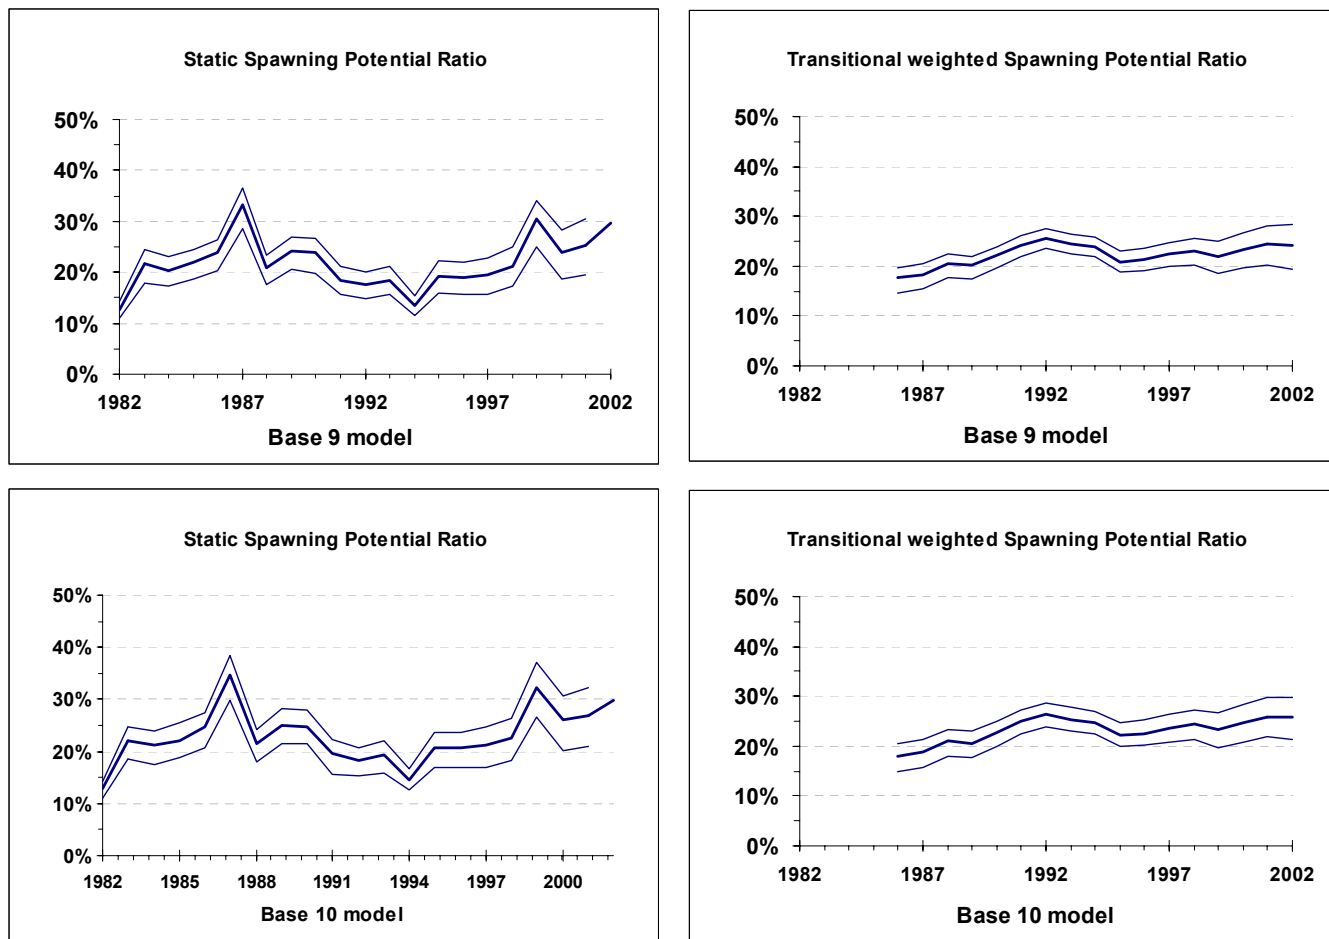 Static Spawning Potential Ratio
50%
40%
30%
20%
10%
0%
1982 1987 1992 1997 2002
Base 9 model
Transitional weighted Spawning Potential Ratio
50%
40%
30%
20%
10%
0%
1982 1987 1992 1997 2002
Base 9 model
Static Spawning Potential Ratio
50%
40%
30%
20%
10%
0%
1982 1985 1988 1991 1994 1997 2000
Base 10 model
Transitional weighted Spawning Potential Ratio
50%
40%
30%
20%
10%
0%
1982 1987 1992 1997 2002
Base 10 model